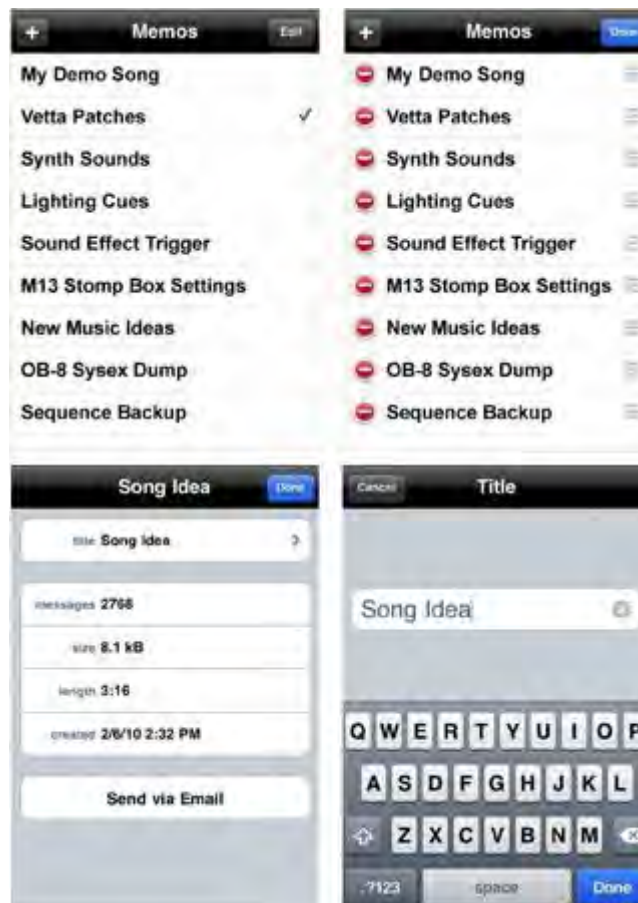 + Memos Edit
My Demo Song
Vetta Patches
Synth Sounds
Lighting Cues
Sound Effect Trigger
M13 Stomp Box Settings
New Music Ideas
OB-8 Sysex Dump
Sequence Backup
+ Memos Done
My Demo Song
Vetta Patches
Synth Sounds
Lighting Cues
Sound Effect Trigger
M13 Stomp Box Settings
New Music Ideas
OB-8 Sysex Dump
Sequence Backup
Song Idea Done
title Song Idea
messages 2768
size 8.1 kB
length 3:16
created 2/6/10 2:32 PM
Send via Email
Cancel Title
Song Idea
Q W E R T Y U I O P
A S D F G H J K L
Z X C V B N M
.?123 space Done